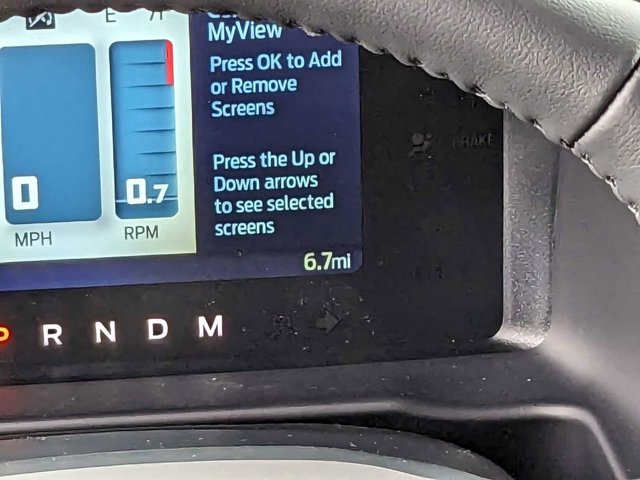 E
MyView
Press OK to Add
or Remove
Screens
Press the Up or
Down arrows
to see selected
screens
0
0.7
MPH
RPM
6.7mi
P R N D M
BRAKE